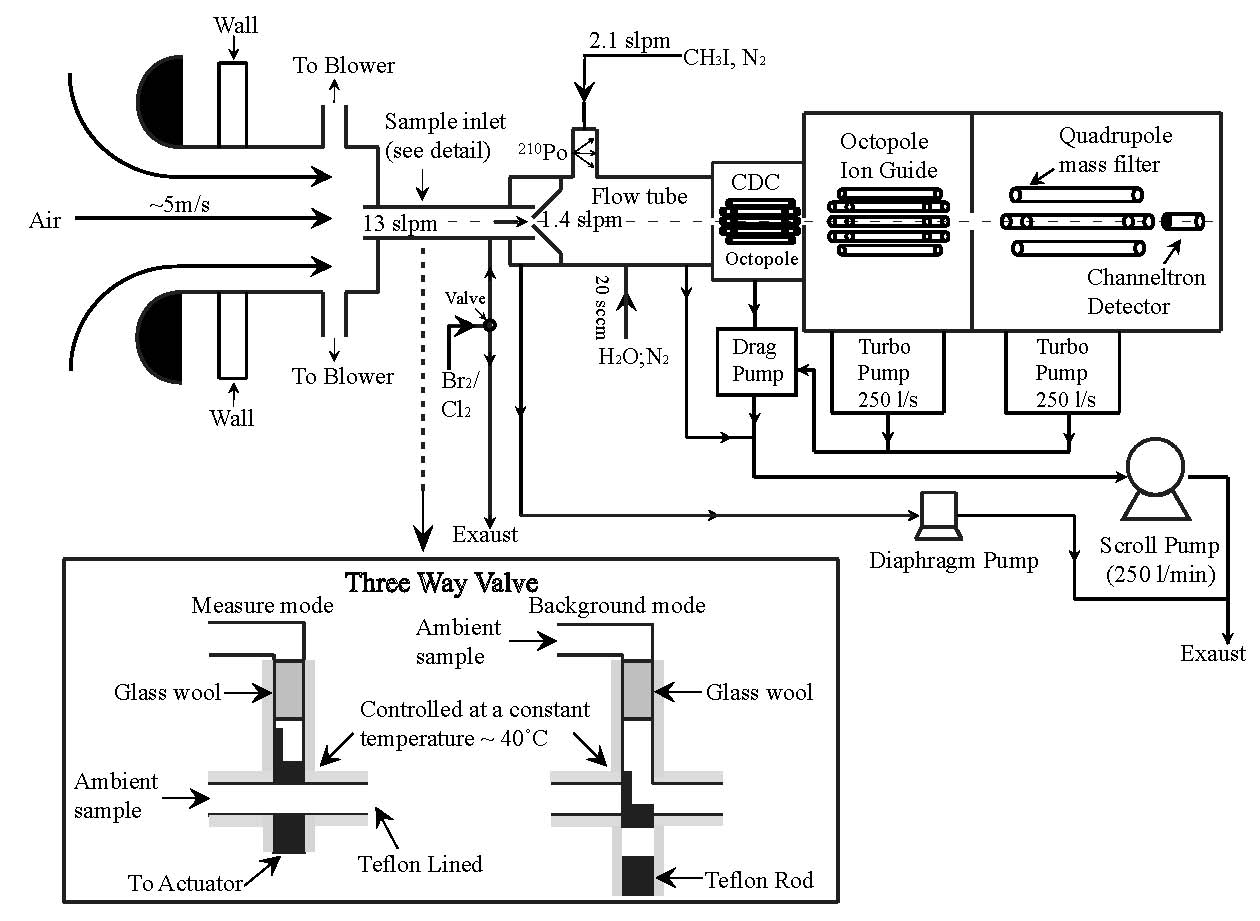 Wall
To Blower
2.1 slpm
CH3I, N2
Sample inlet
(see detail)
210Po
Flow tube
CDC
Octopole
Octopole
Ion Guide
Quadrupole
mass filter
Channeltron
Detector
Air
~5m/s
13 slpm
1.4 slpm
Valve
Br2/
Cl2
20 sccm
H2O;N2
To Blower
Wall
Drag
Pump
Turbo
Pump
250 l/s
Turbo
Pump
250 l/s
Exaust
Diaphragm Pump
Scroll Pump
(250 l/min)
Exaust
Three Way Valve
Measure mode
Background mode
Ambient
sample
Glass wool
Glass wool
Controlled at a constant
temperature ~ 40°C
Ambient
sample
Teflon Lined
To Actuator
Teflon Rod